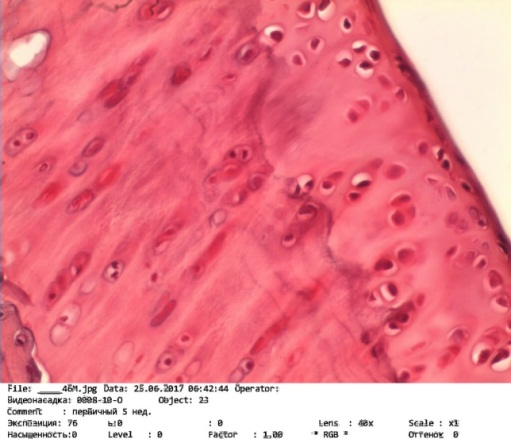 File: ____46M.jpg Data: 25.06.2017 06:42:44 Operator:
Видеонасадка: 0008-10-0 Object: 23
Comment : первичный 5 нед.
Экспозиция: 76 ь:0 : 0 Lens : 40x Scale : x1
Насыщенность:0 Level : 0 Factor : 1.00 * RGB * Оттенок 0